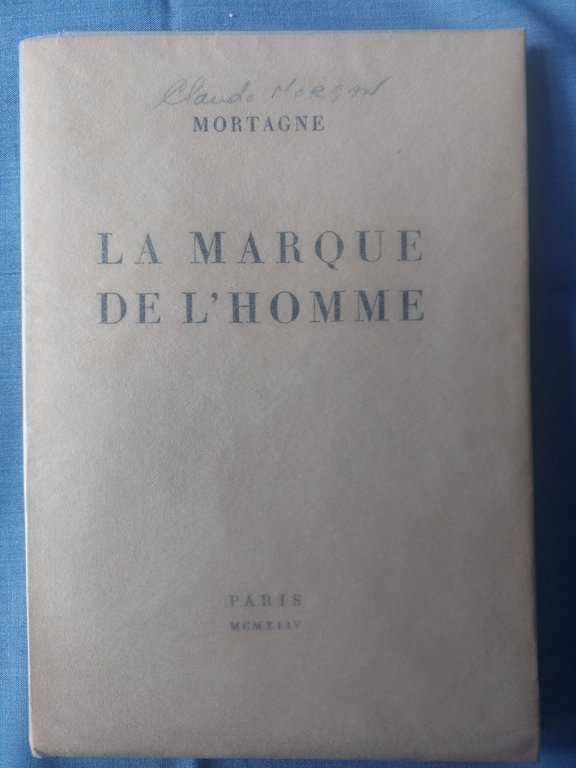 Claude MORGAN
MORTAGNE
LA MARQUE
DE L'HOMME
PARIS
MCMXLIV